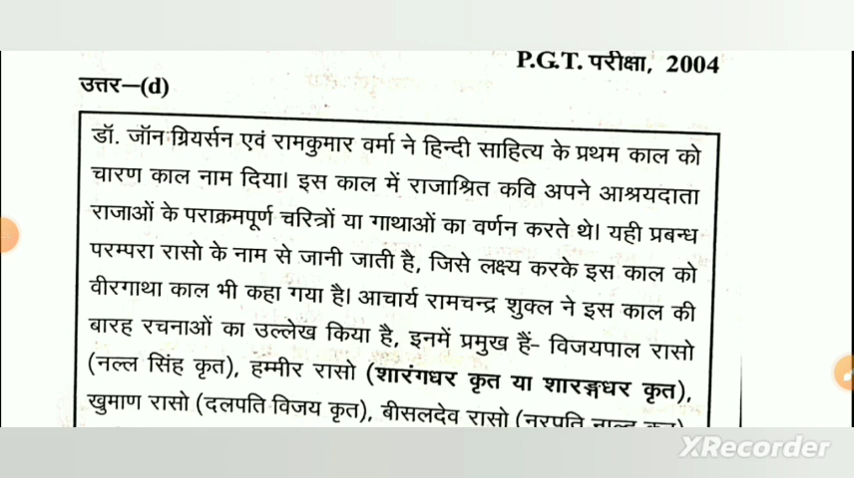 P.G.T. परीक्षा, 2004
उत्तर–(d)
डॉ. जॉन ग्रियर्सन एवं रामकुमार वर्मा ने हिन्दी साहित्य के प्रथम काल को
चारण काल नाम दिया। इस काल में राजाश्रित कवि अपने आश्रयदाता
राजाओं के पराक्रमपूर्ण चरित्रों या गाथाओं का वर्णन करते थे। यही प्रबन्ध
परम्परा रासो के नाम से जानी जाती है, जिसे लक्ष्य करके इस काल को
वीरगाथा काल भी कहा गया है। आचार्य रामचन्द्र शुक्ल ने इस काल की
बारह रचनाओं का उल्लेख किया है, इनमें प्रमुख हैं- विजयपाल रासो
(नल्ल सिंह कृत), हम्मीर रासो (शारंगधर कृत या शारङ्गधर कृत),
खुमाण रासो (दलपति विजय कृत), बीसलदेव रासो (नरपति
XRecorder